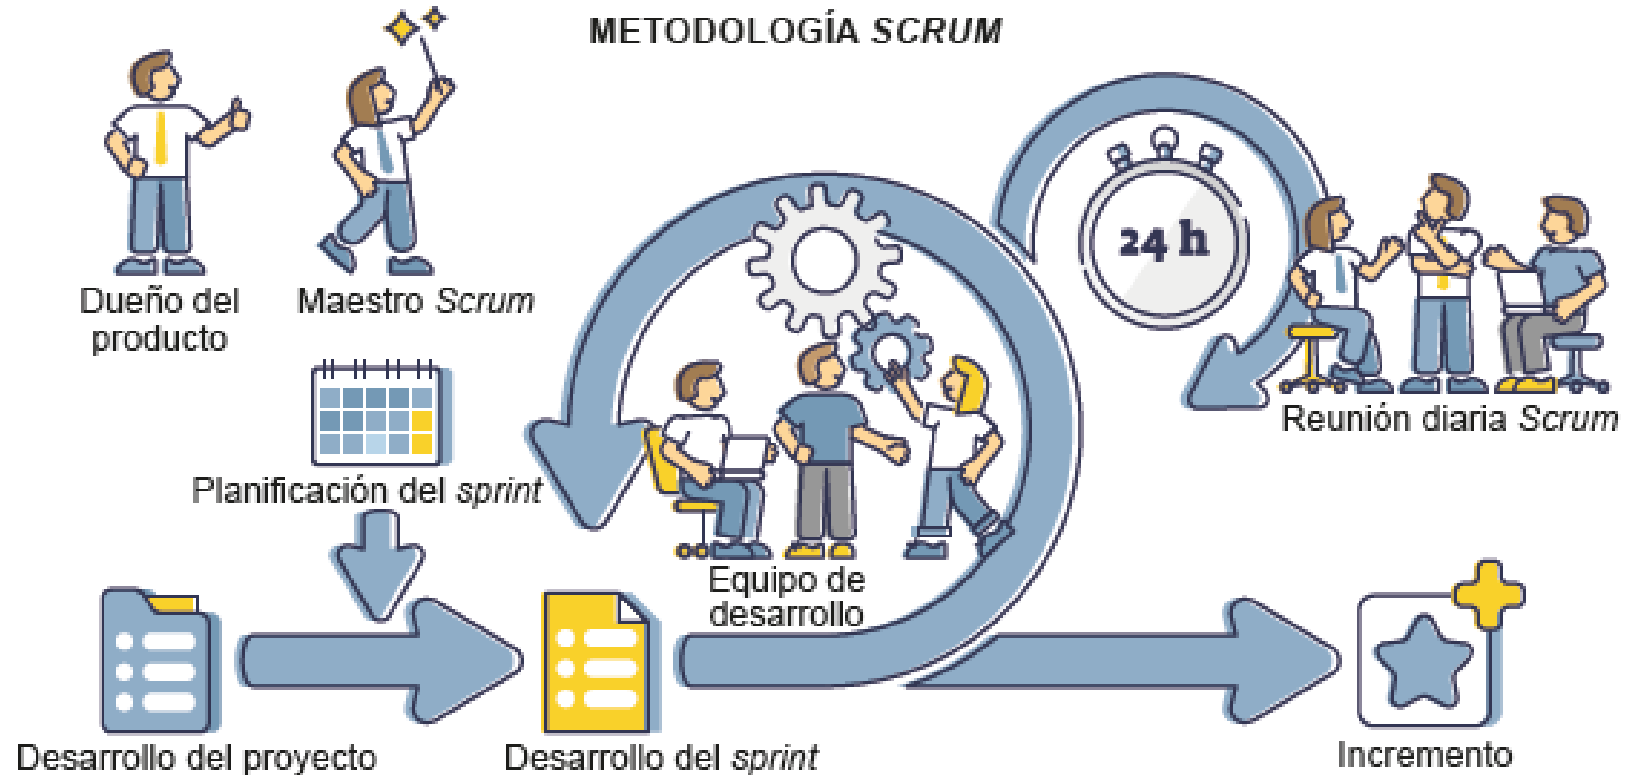 METODOLOGÍA SCRUM
Dueño del
producto
Maestro Scrum
24 h
Reunión diaria Scrum
Planificación del sprint
Equipo de
desarrollo
Desarrollo del proyecto
Desarrollo del sprint
Incremento